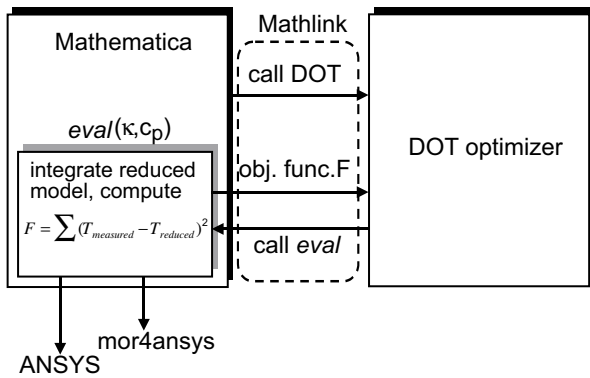 Mathematica
Mathlink
call DOT
eval(κ,cp)
integrate reduced
model, compute
F = ∑ (Tmeasured − Treduced)²
obj. func.F
call eval
DOT optimizer
mor4ansys
ANSYS